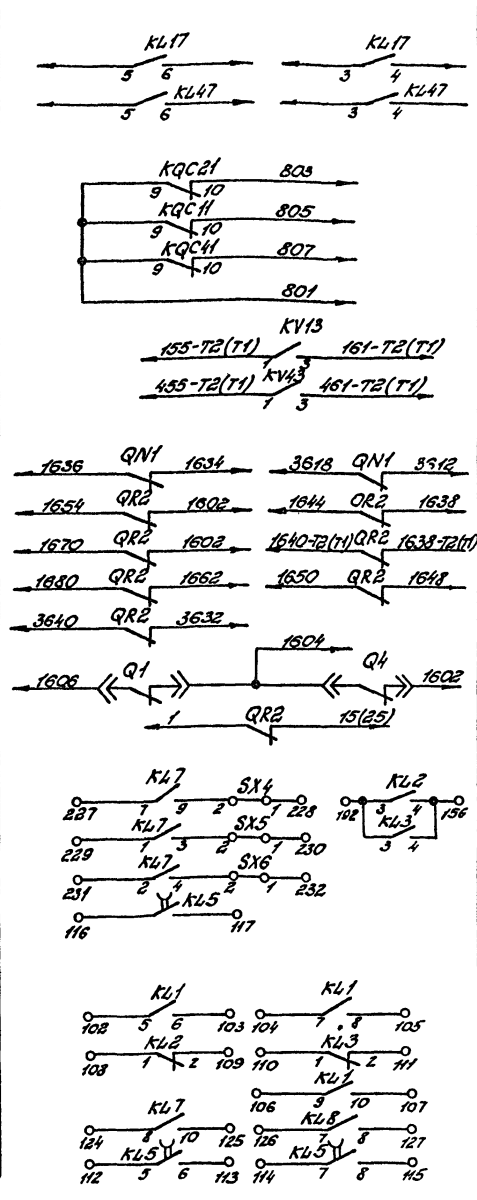 KL17 KL17
5 6 3 4
KL47 KL47
5 6 3 4
KQC21 803
9 10
KQC11 805
9 10
KQC41 807
9 10
801
KV13
155-T2(T1) 1 3 161-T2(T1)
KV43
455-T2(T1) 1 3 461-T2(T1)
1636 QN1 1634 3618 QN1 3612
1654 QR2 1602 1644 QR2 1638
1670 QR2 1602 1640-T2(T1) QR2 1638-T2(T1)
1680 QR2 1662 1650 QR2 1648
3640 QR2 3632
1604
1606 Q1 Q4 1602
1 QR2 15(25)
KL7 SX4 KL2
227 7 9 2 1 228 192 3 4 156
KL7 SX5 KL3
229 1 3 2 1 230 3 4
KL7 SX6
231 2 4 2 1 232
KL5
116 117
KL1 KL1
102 5 6 103 104 7 8 105
KL2 KL3
108 1 2 109 110 1 2 111
KL1
106 9 10 107
KL7 KL8
124 8 10 125 126 7 8 127
KL5 KL5
112 5 6 113 114 7 8 115